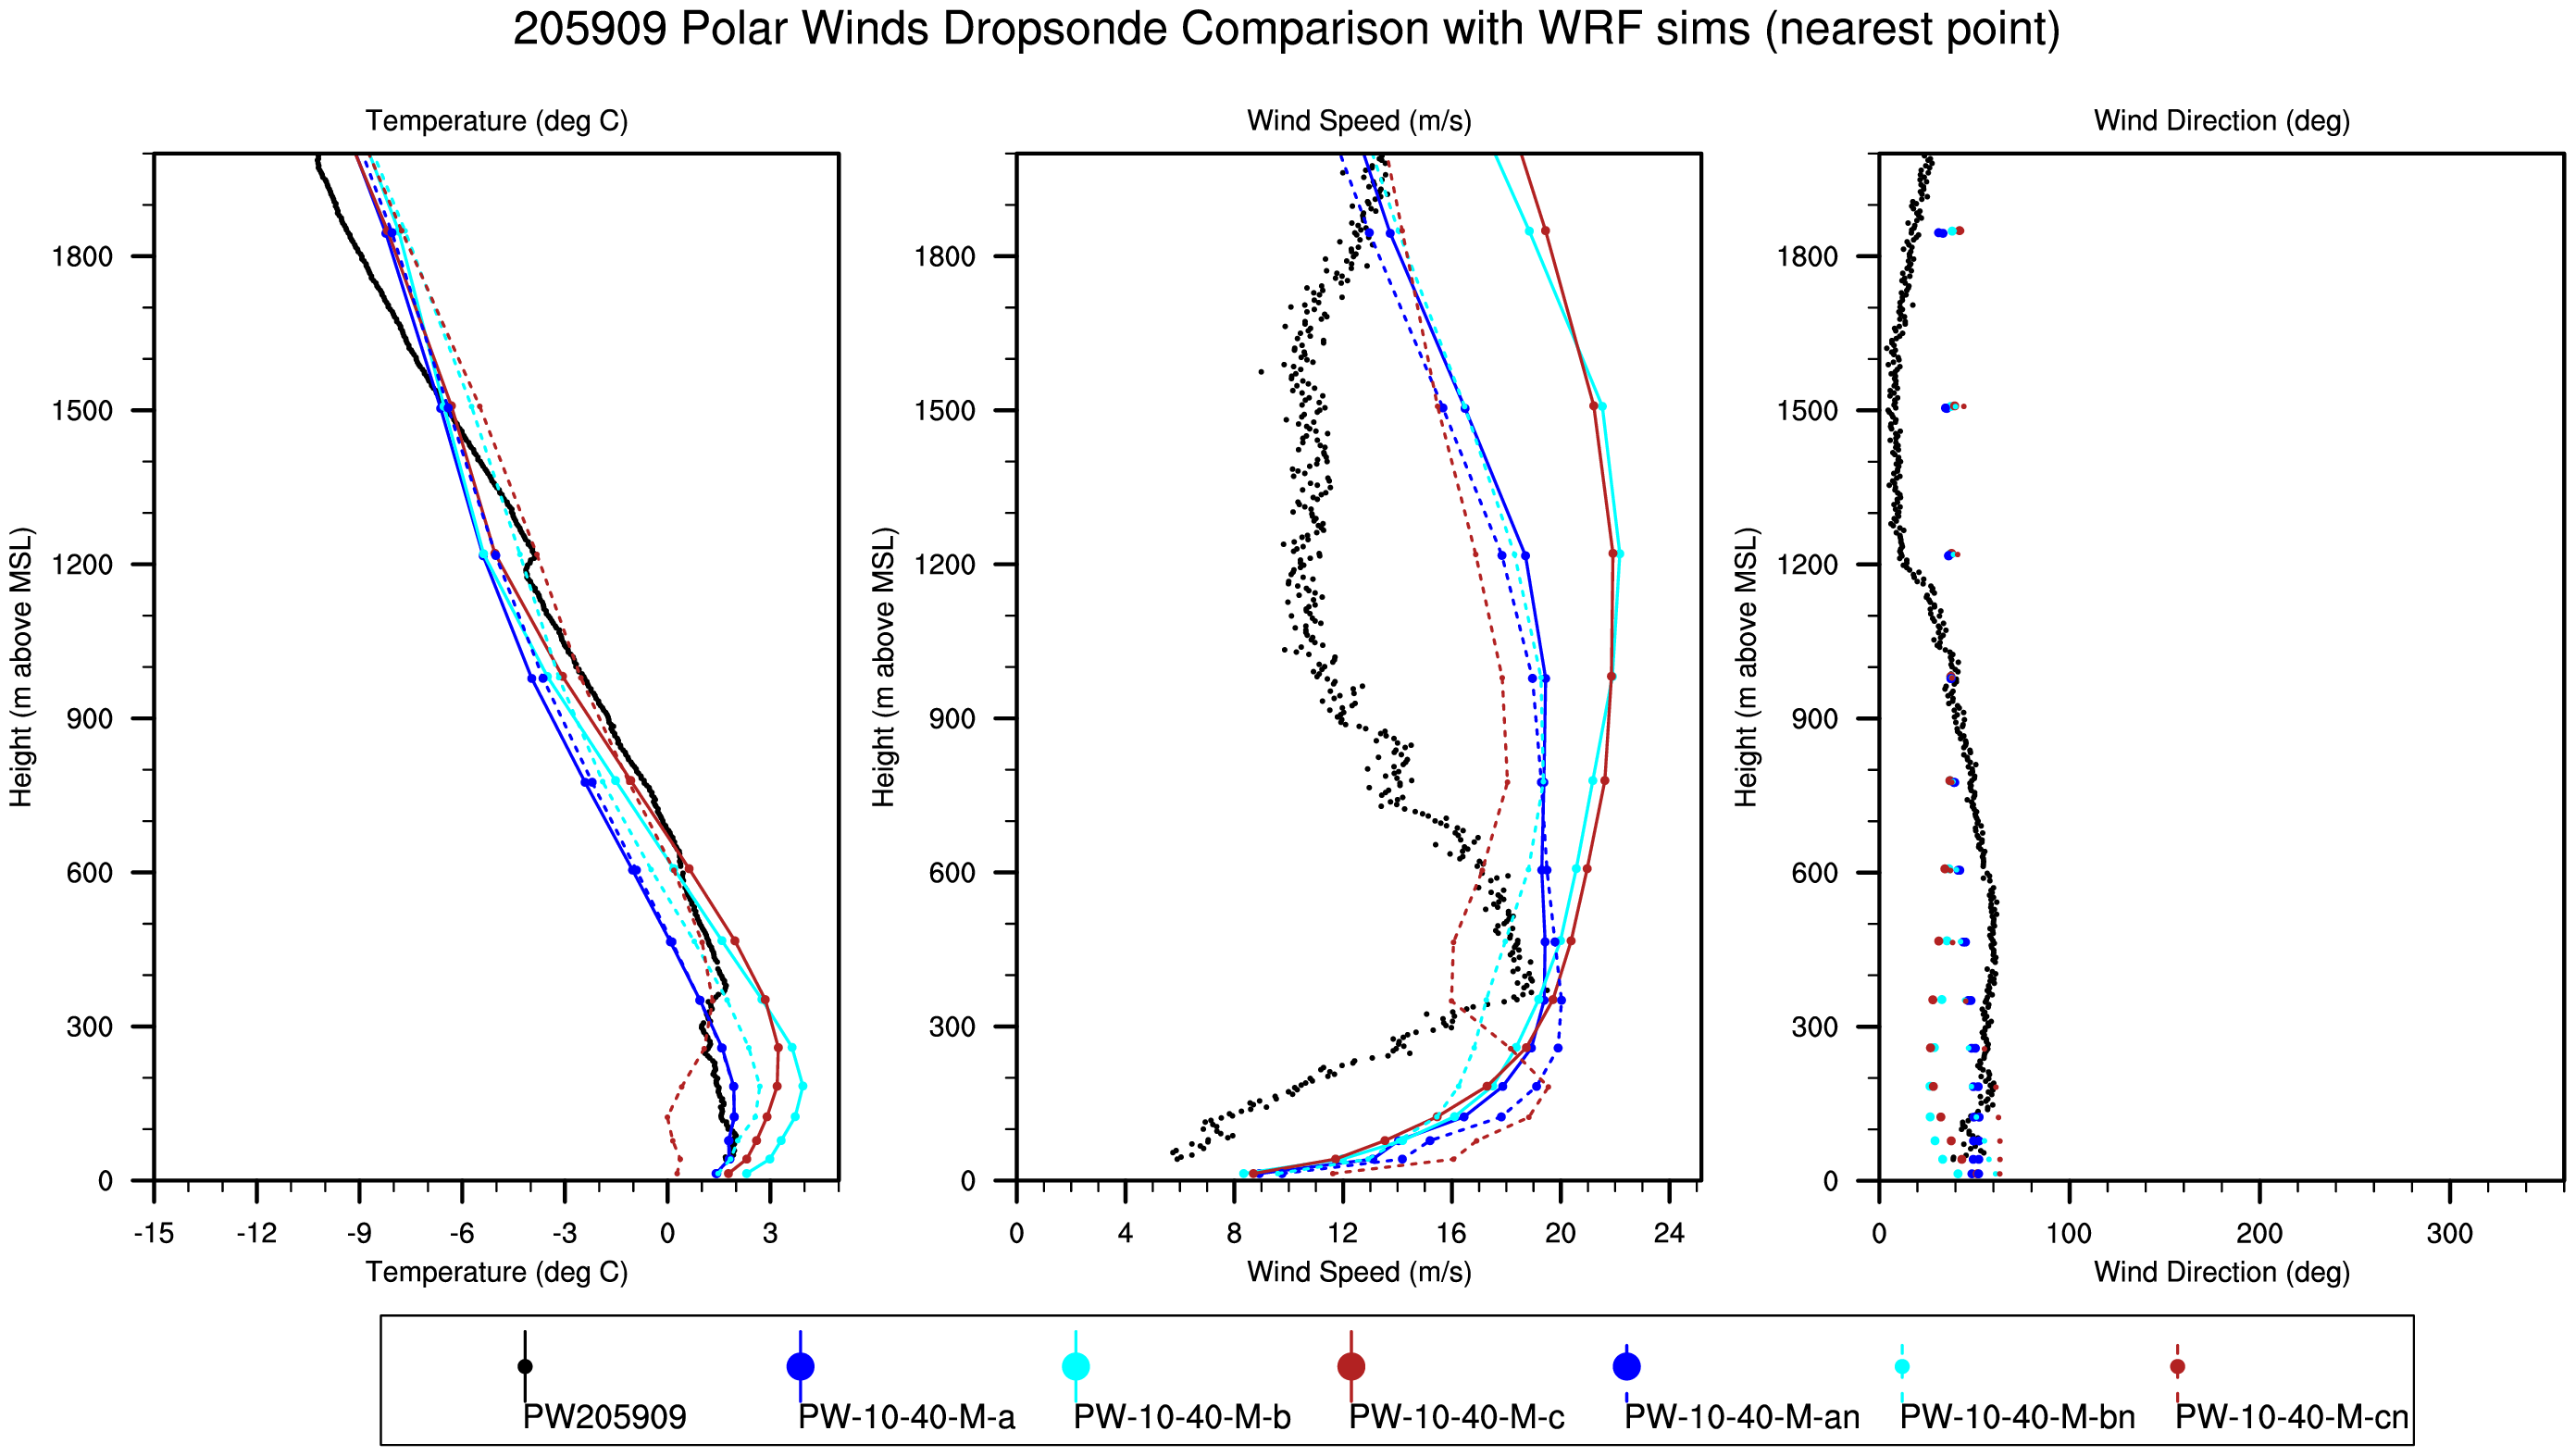 205909 Polar Winds Dropsonde Comparison with WRF sims (nearest point)
Temperature (deg C)
Wind Speed (m/s)
Wind Direction (deg)
Height (m above MSL)
1800
1500
1200
900
600
300
0
-15 -12 -9 -6 -3 0 3
Temperature (deg C)
Height (m above MSL)
1800
1500
1200
900
600
300
0
0 4 8 12 16 20 24
Wind Speed (m/s)
Height (m above MSL)
1800
1500
1200
900
600
300
0
0 100 200 300
Wind Direction (deg)
PW205909 PW-10-40-M-a PW-10-40-M-b PW-10-40-M-c PW-10-40-M-an PW-10-40-M-bn PW-10-40-M-cn